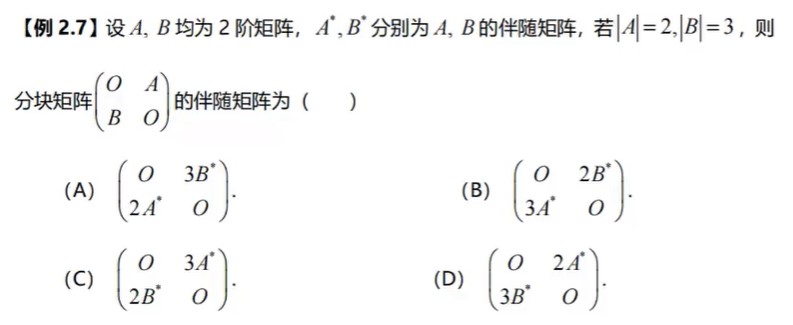 【例 2.7】设 A, B 均为 2 阶矩阵，A*, B* 分别为 A, B 的伴随矩阵，若|A|=2,|B|=3，则
分块矩阵 $\begin{pmatrix} O & A \\ B & O \end{pmatrix}$ 的伴随矩阵为（　　）
(A) $\begin{pmatrix} O & 3B^* \\ 2A^* & O \end{pmatrix}$. (B) $\begin{pmatrix} O & 2B^* \\ 3A^* & O \end{pmatrix}$.
(C) $\begin{pmatrix} O & 3A^* \\ 2B^* & O \end{pmatrix}$. (D) $\begin{pmatrix} O & 2A^* \\ 3B^* & O \end{pmatrix}$.